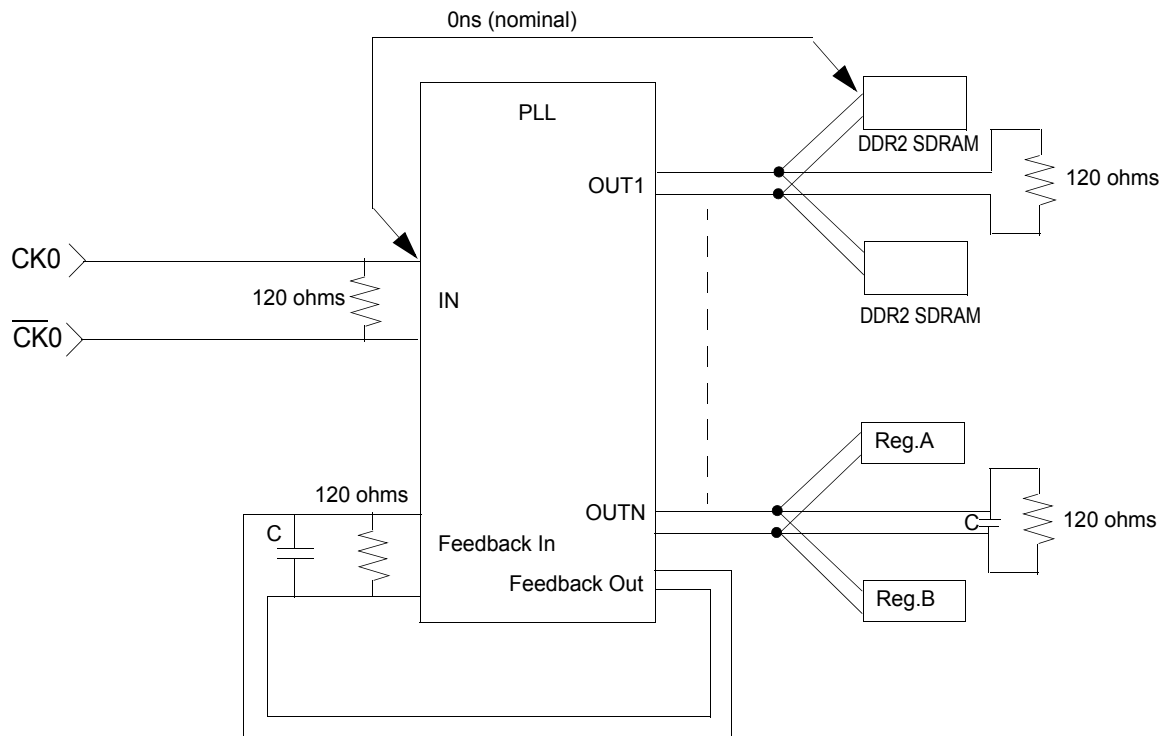 0ns (nominal)
PLL
DDR2 SDRAM
OUT1
120 ohms
CK0
120 ohms
IN
DDR2 SDRAM
C̅K̅0
Reg.A
120 ohms
OUTN
C
120 ohms
C
Feedback In
Feedback Out
Reg.B